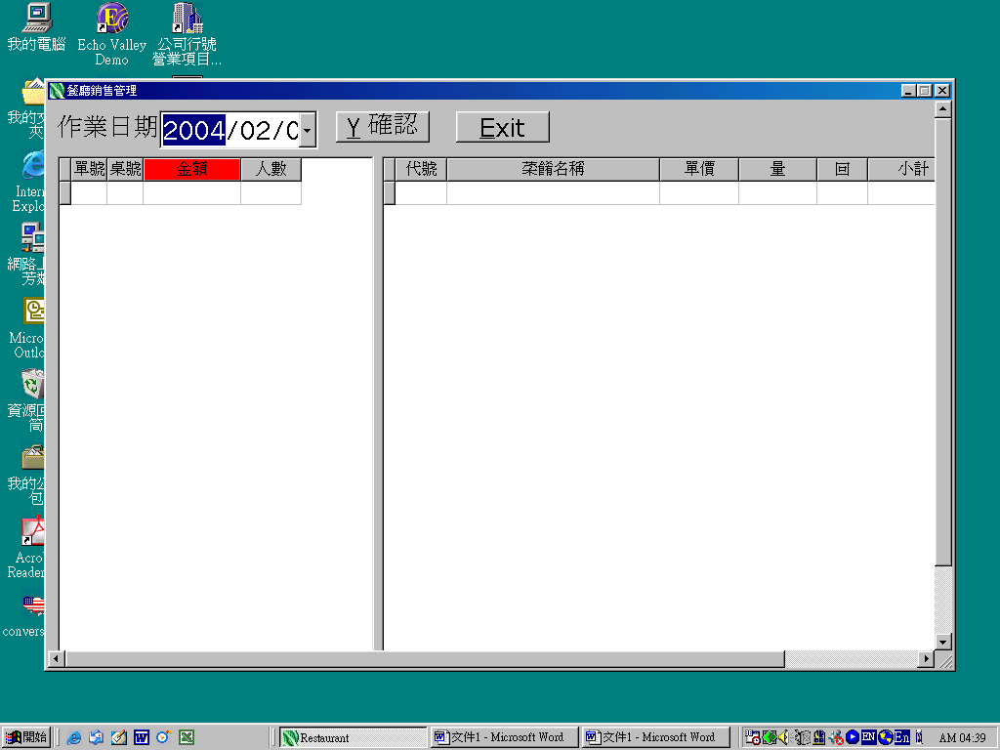 我的電腦
Echo Valley
Demo
公司行號
營業項目...
我的文
夾
Intern
Explo
網路上
芳鄰
Micro
Outlo
資源回
筒
我的公
包
Acro
Reader
convers
餐廳銷售管理
作業日期 2004/02/0 Y 確認 Exit
單號 桌號 金額 人數
代號 菜餚名稱 單價 量 回 小計
開始 Restaurant 文件1 - Microsoft Word 文件1 - Microsoft Word EN En AM 04:39